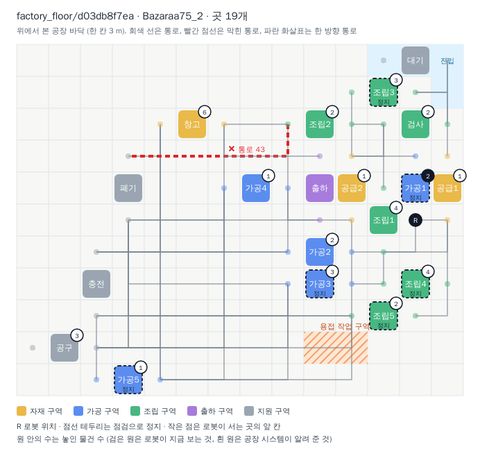 factory_floor/d03db8f7ea · Bazaraa75_2 · 곳 19개
위에서 본 공장 바닥 (한 칸 3 m). 회색 선은 통로, 빨간 점선은 막힌 통로, 파란 화살표는 한 방향 통로
대기
3
조립3
정지
6
창고
2
조립2
2
검사
✕ 통로 43
폐기
1
가공4
출하
1
공급2
2
가공1
정지
1
공급1
4
조립1
R
2
가공2
충전
3
가공3
정지
4
조립4
정지
2
조립5
정지
용접 작업 구역
3
공구
1
가공5
정지
자재 구역
가공 구역
조립 구역
출하 구역
지원 구역
R 로봇 위치 · 점선 테두리는 점검으로 정지 · 작은 점은 로봇이 서는 곳의 앞 칸
원 안의 수는 놓인 물건 수 (검은 원은 로봇이 지금 보는 것, 흰 원은 공장 시스템이 알려 준 것)